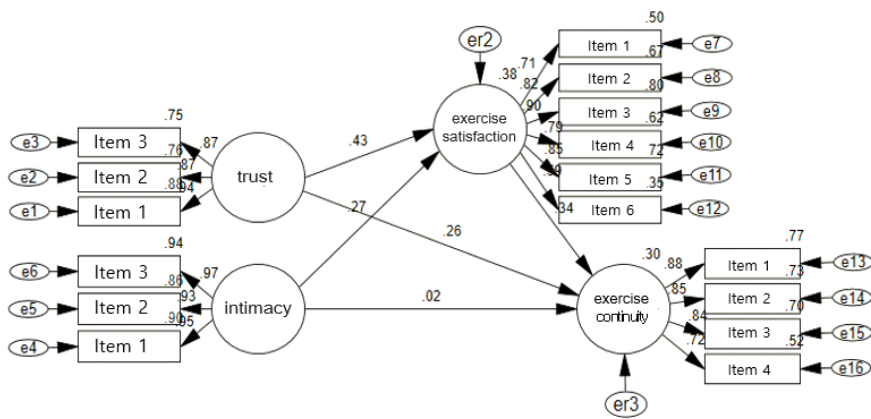 .50
er2
Item 1
e7
.67
.71
.38
Item 2
e8
.82
.80
exercise
satisfaction
.90
Item 3
e9
.62
.75
.79
Item 4
e10
e3
Item 3
.87
.43
.85
.72
.76
trust
Item 5
e11
e2
Item 2
.87
.35
.88
.94
Item 6
e12
e1
Item 1
.27
.34
.94
.26
.30
.77
e6
Item 3
.97
.88
Item 1
e13
.86
.73
e5
Item 2
.93
intimacy
.02
exercise
continuity
.85
Item 2
e14
.70
.90
.95
.84
Item 3
e15
e4
Item 1
.72
.52
Item 4
e16
er3